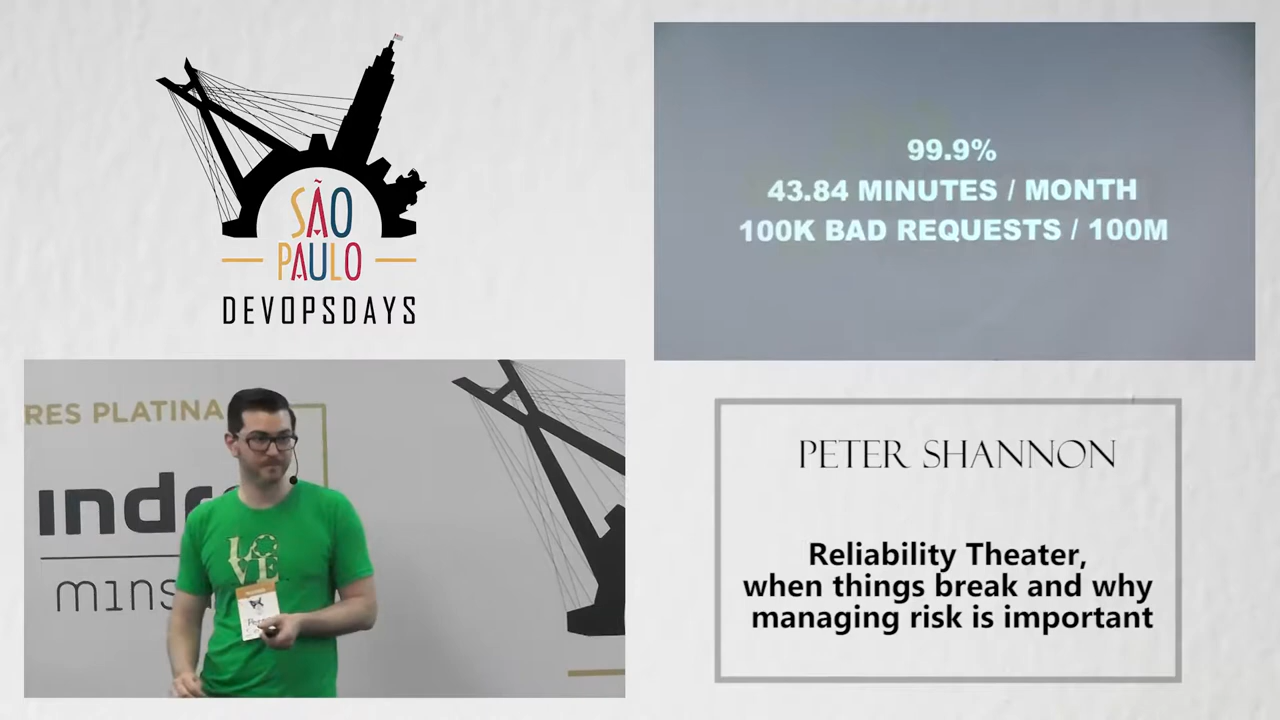 SÃO
PAULO
DEVOPSDAYS
99.9%
43.84 MINUTES / MONTH
100K BAD REQUESTS / 100M
RES PLATINA
indr
LOVE
PETER SHANNON
Reliability Theater,
when things break and why
managing risk is important